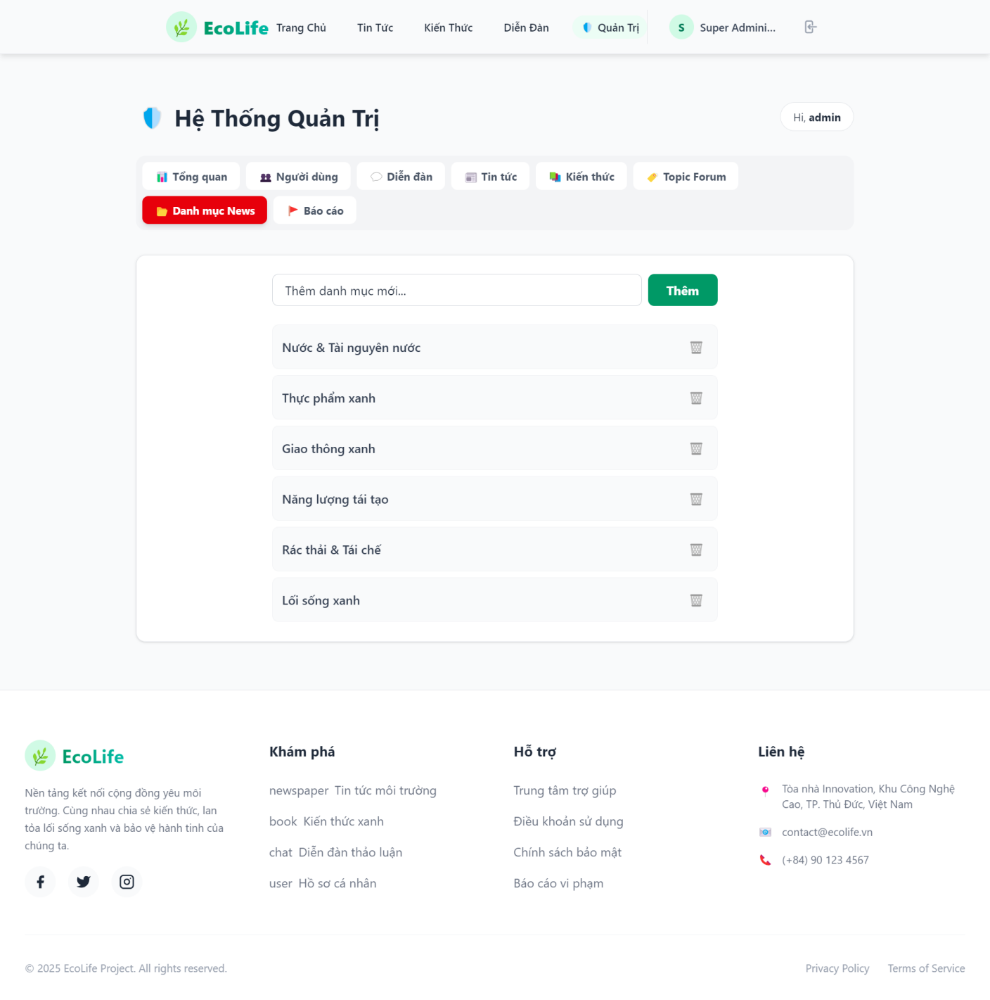 EcoLife
Trang Chủ
Tin Tức
Kiến Thức
Diễn Đàn
Quản Trị
S
Super Admini...
Hệ Thống Quản Trị
Hi, admin
Tổng quan
Người dùng
Diễn đàn
Tin tức
Kiến thức
Topic Forum
Danh mục News
Báo cáo
Thêm danh mục mới...
Thêm
Nước & Tài nguyên nước
Thực phẩm xanh
Giao thông xanh
Năng lượng tái tạo
Rác thải & Tái chế
Lối sống xanh
EcoLife
Nền tảng kết nối cộng đồng yêu môi
trường. Cùng nhau chia sẻ kiến thức, lan
tỏa lối sống xanh và bảo vệ hành tinh của
chúng ta.
Khám phá
newspaper Tin tức môi trường
book Kiến thức xanh
chat Diễn đàn thảo luận
user Hồ sơ cá nhân
Hỗ trợ
Trung tâm trợ giúp
Điều khoản sử dụng
Chính sách bảo mật
Báo cáo vi phạm
Liên hệ
Tòa nhà Innovation, Khu Công Nghệ
Cao, TP. Thủ Đức, Việt Nam
contact@ecolife.vn
(+84) 90 123 4567
© 2025 EcoLife Project. All rights reserved.
Privacy Policy
Terms of Service